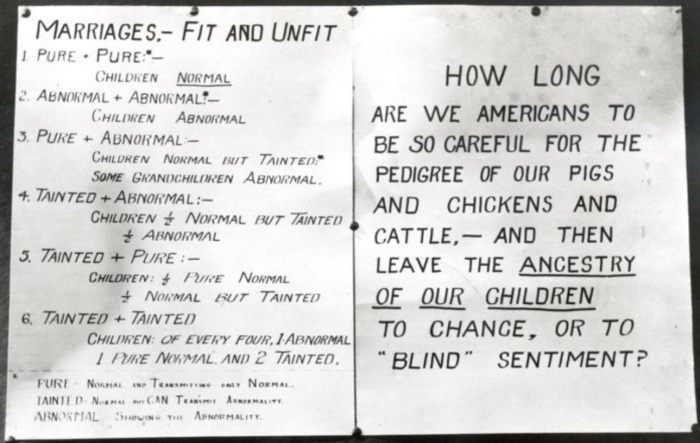 MARRIAGES,- FIT AND UNFIT
1. PURE + PURE:*-
CHILDREN NORMAL
2. ABNORMAL + ABNORMAL:*-
CHILDREN ABNORMAL
3. PURE + ABNORMAL:-
CHILDREN NORMAL BUT TAINTED:*
SOME GRANDCHILDREN ABNORMAL.
4. TAINTED + ABNORMAL:-
CHILDREN ½ NORMAL BUT TAINTED
½ ABNORMAL
5. TAINTED + PURE:-
CHILDREN: ½ PURE NORMAL
½ NORMAL BUT TAINTED
6. TAINTED + TAINTED
CHILDREN: OF EVERY FOUR, 1 ABNORMAL
1 PURE NORMAL. AND 2 TAINTED.
* PURE - NORMAL AND TRANSMITTING ONLY NORMAL.
TAINTED - NORMAL BUT CAN TRANSMIT ABNORMALITY.
ABNORMAL - SHOWING THE ABNORMALITY.
HOW LONG
ARE WE AMERICANS TO
BE SO CAREFUL FOR THE
PEDIGREE OF OUR PIGS
AND CHICKENS AND
CATTLE,- AND THEN
LEAVE THE ANCESTRY
OF OUR CHILDREN
TO CHANGE, OR TO
"BLIND" SENTIMENT?